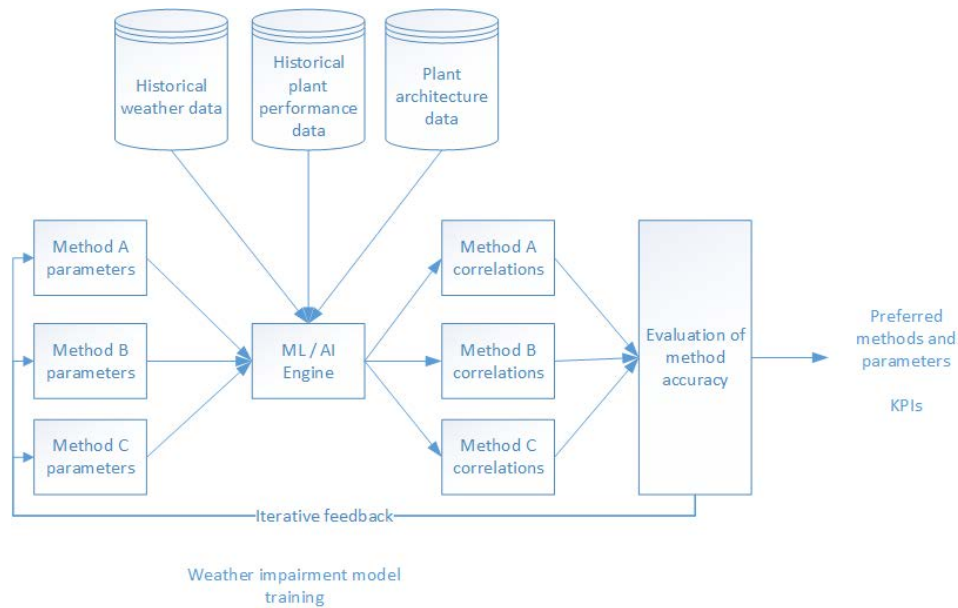 Historical
weather data
Historical
plant
performance
data
Plant
architecture
data
Method A
parameters
Method B
parameters
Method C
parameters
ML / AI
Engine
Method A
correlations
Method B
correlations
Method C
correlations
Evaluation of
method
accuracy
Preferred
methods and
parameters
KPIs
Iterative feedback
Weather impairment model
training